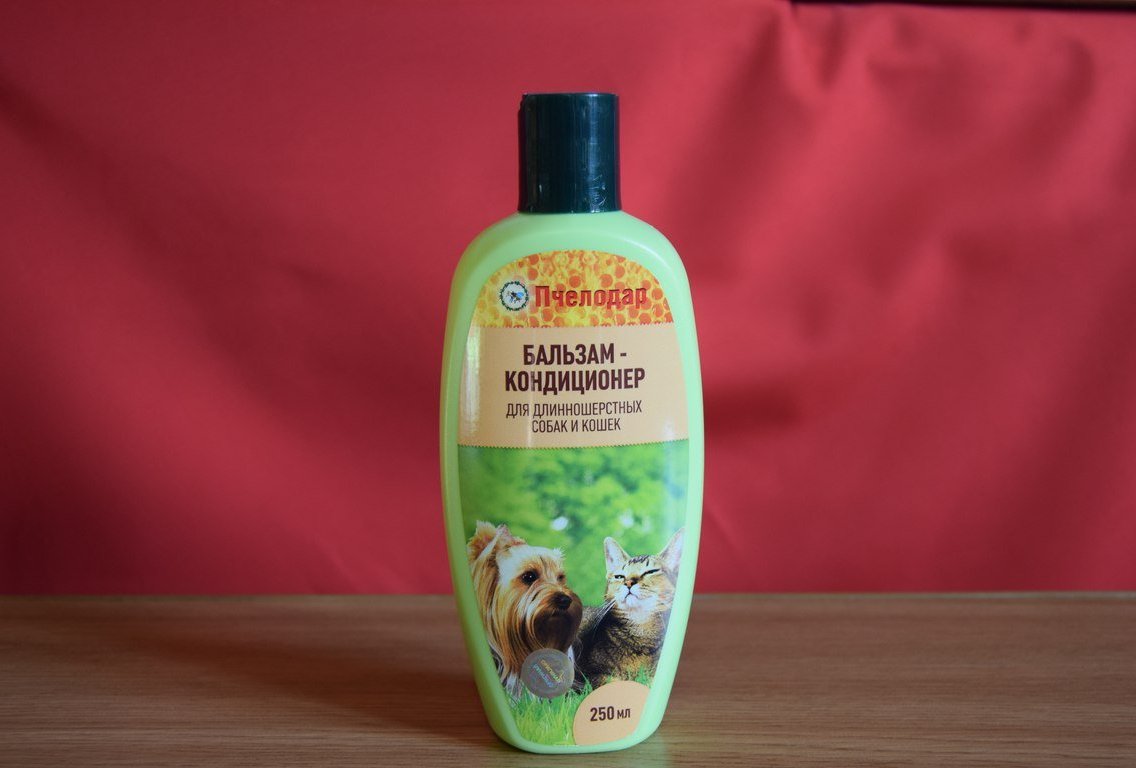 Пчелодар
БАЛЬЗАМ -
КОНДИЦИОНЕР
ДЛЯ ДЛИННОШЕРСТНЫХ
СОБАК И КОШЕК
250 мл